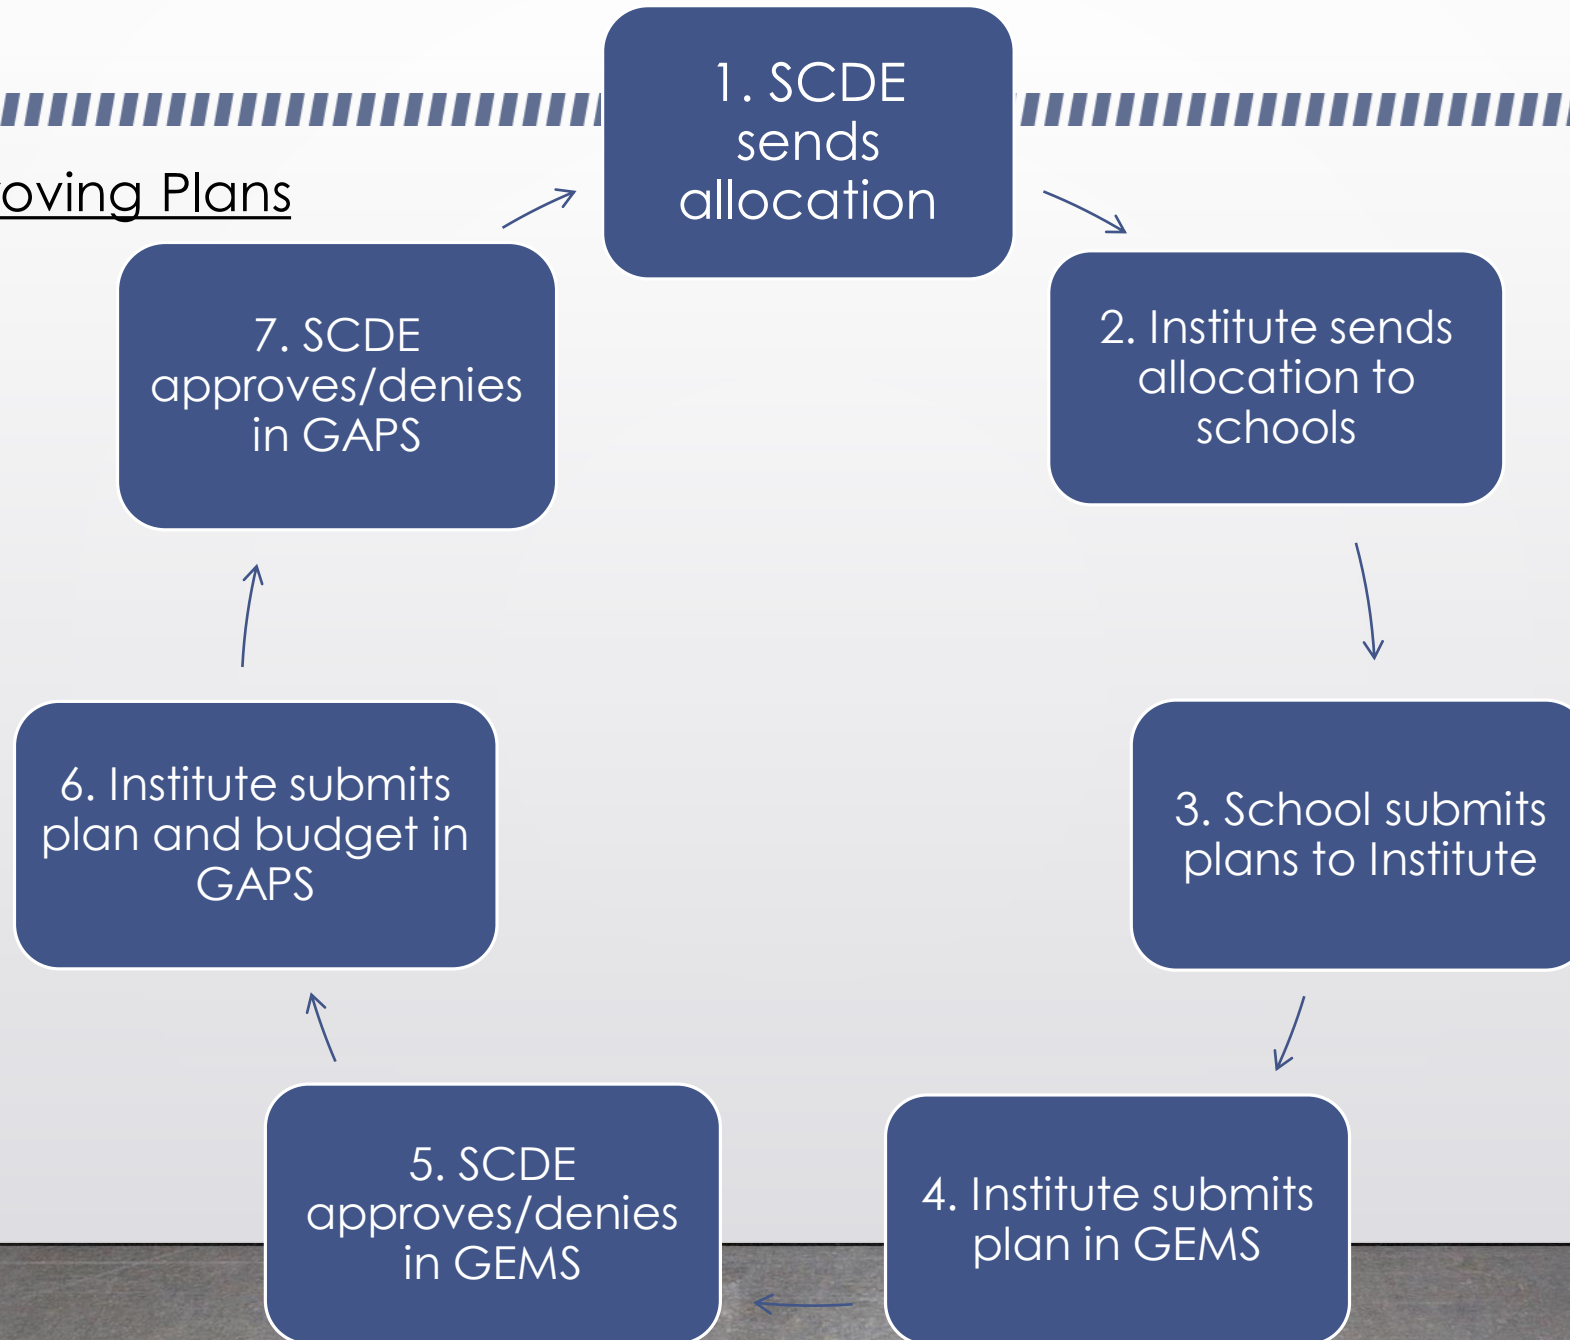 roving Plans
1. SCDE
sends
allocation
2. Institute sends
allocation to
schools
3. School submits
plans to Institute
4. Institute submits
plan in GEMS
5. SCDE
approves/denies
in GEMS
6. Institute submits
plan and budget in
GAPS
7. SCDE
approves/denies
in GAPS